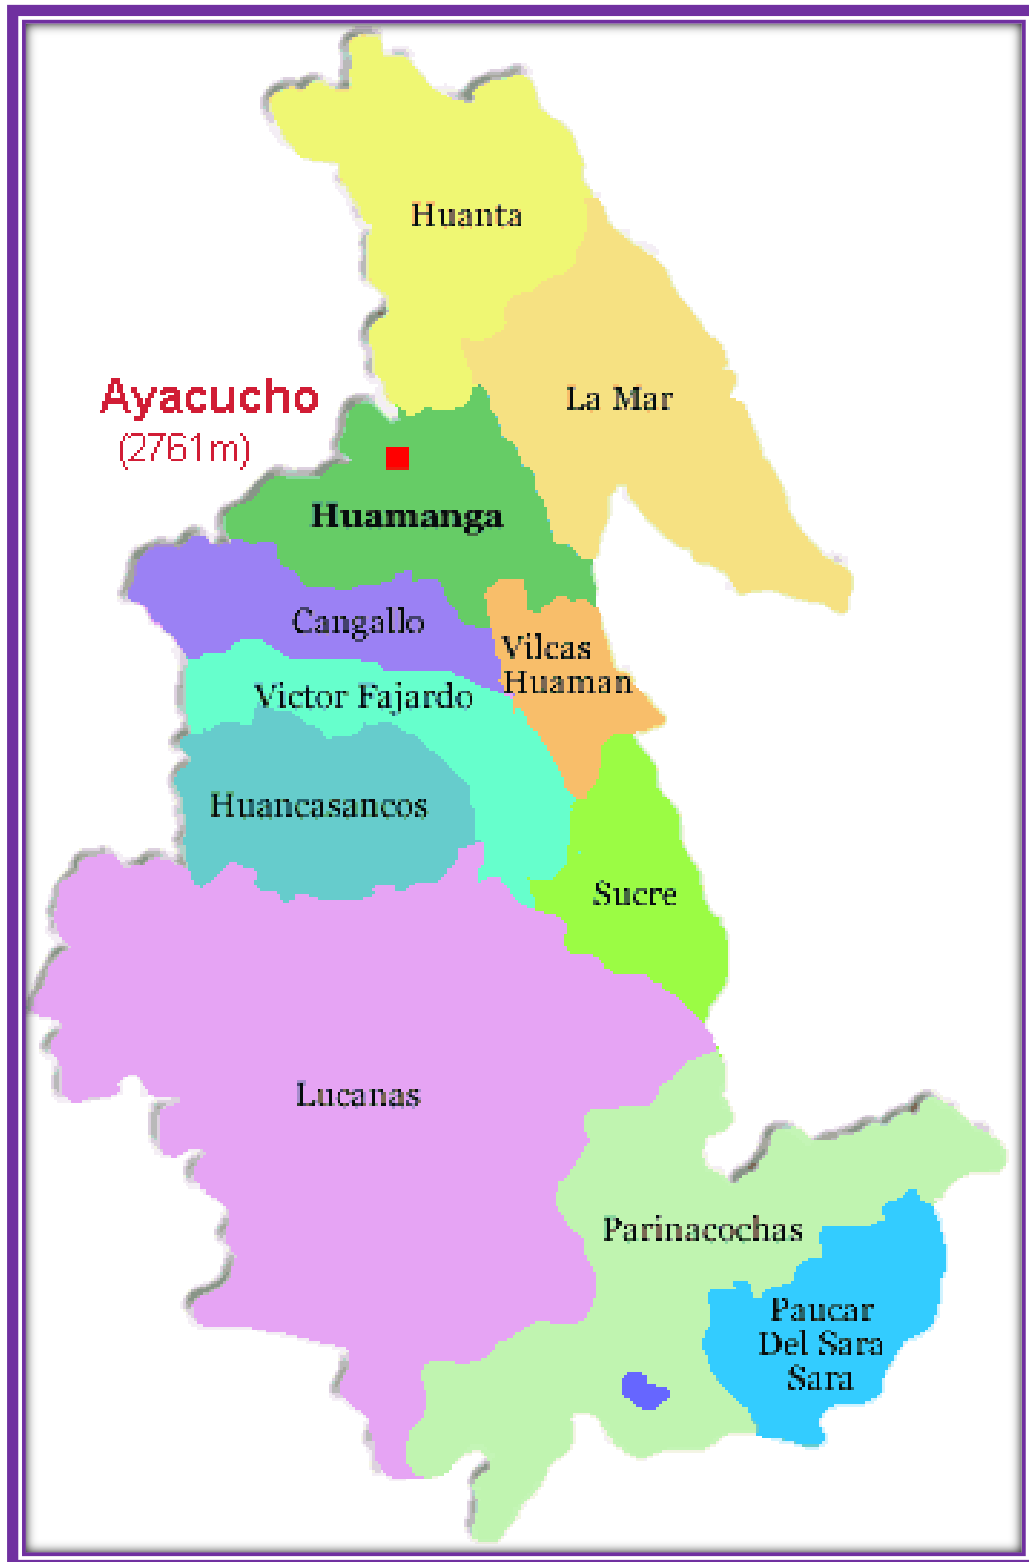 Huanta
Ayacucho
(2761m)
La Mar
Huamanga
Cangallo
Vilcas
Huaman
Victor Fajardo
Huancasancos
Sucre
Lucanas
Parinacochas
Paucar
Del Sara
Sara